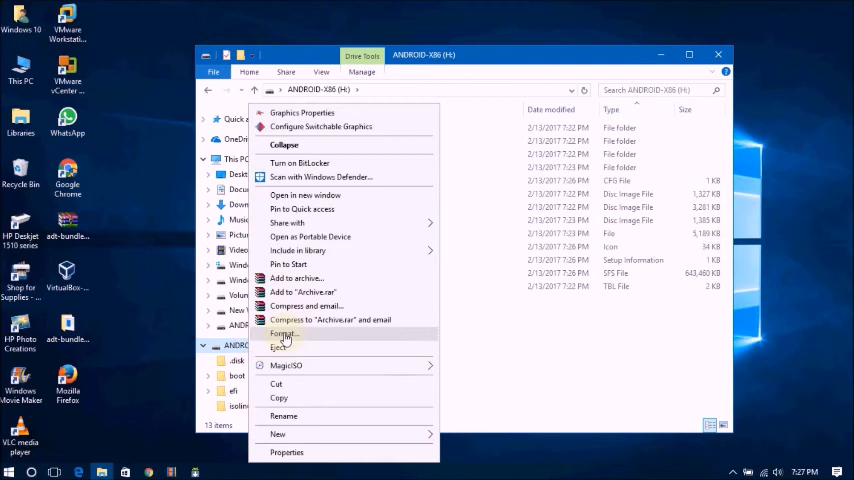 Windows 10
VMware
Workstati...
This PC
VMware
vCenter ...
Libraries
WhatsApp
Recycle Bin
Google
Chrome
HP Deskjet
1510 series
adt-bundle...
Shop for
Supplies - ...
VirtualBox-...
HP Photo
Creations
adt-bundle...
Windows
Movie Maker
Mozilla
Firefox
VLC media
player
Drive Tools
ANDROID-X86 (H:)
File
Home
Share
View
Manage
ANDROID-X86 (H:)
Search ANDROID-X86 (H:)
Quick a
OneDri
This PC
Deskt
Docu
Down
Music
Pictur
Video
Wind
Wind
Volun
New V
ANDR
ANDRO
.disk
boot
efi
isolin
13 items
Graphics Properties
Configure Switchable Graphics
Collapse
Turn on BitLocker
Scan with Windows Defender...
Open in new window
Pin to Quick access
Share with
Open as Portable Device
Include in library
Pin to Start
Add to archive...
Add to "Archive.rar"
Compress and email...
Compress to "Archive.rar" and email
Format...
Eject
MagicISO
Cut
Copy
Rename
New
Properties
Date modified Type Size
2/13/2017 7:22 PM File folder
2/13/2017 7:22 PM File folder
2/13/2017 7:22 PM File folder
2/13/2017 7:23 PM File folder
2/13/2017 7:26 PM CFG File 1 KB
2/13/2017 7:22 PM Disc Image File 1,327 KB
2/13/2017 7:22 PM Disc Image File 3,281 KB
2/13/2017 7:23 PM Disc Image File 1,385 KB
2/13/2017 7:23 PM File 5,189 KB
2/13/2017 7:26 PM Icon 34 KB
2/13/2017 7:26 PM Setup Information 1 KB
2/13/2017 7:26 PM SFS File 643,460 KB
2/13/2017 7:22 PM TBL File 2 KB
7:27 PM